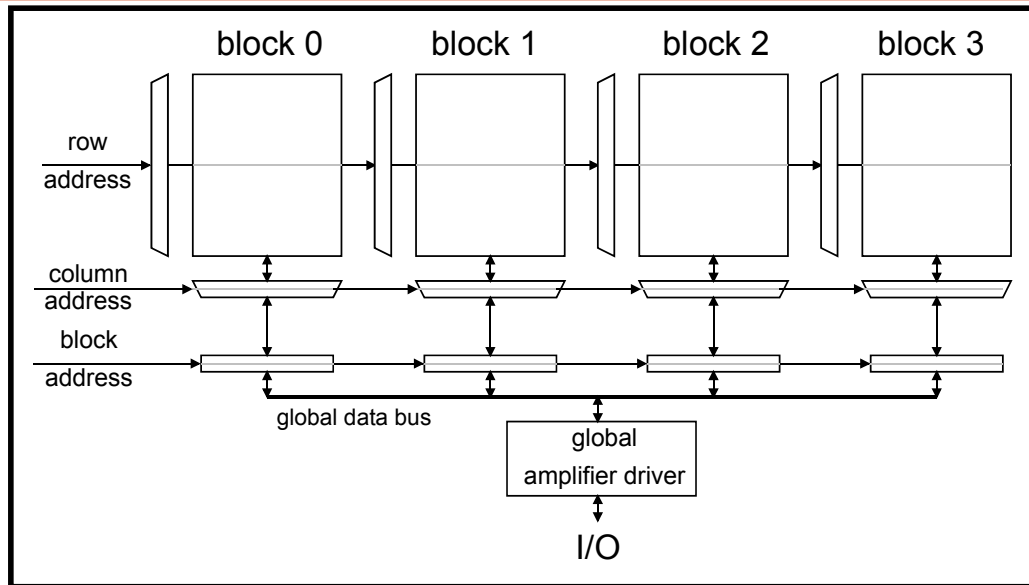 block 0 block 1 block 2 block 3
row
address
column
address
block
address
global data bus
global
amplifier driver
I/O